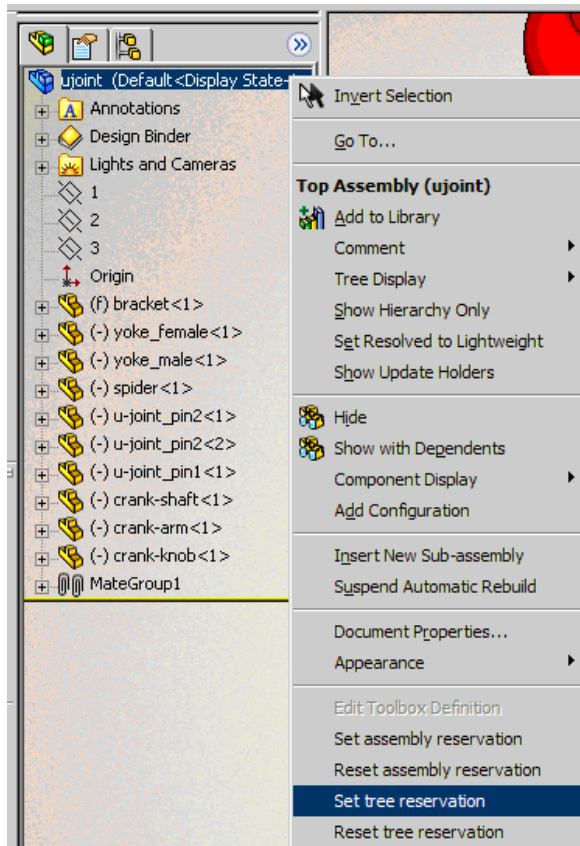 ujoint (Default<Display State-
Annotations
Design Binder
Lights and Cameras
1
2
3
Origin
(f) bracket<1>
(-) yoke_female<1>
(-) yoke_male<1>
(-) spider<1>
(-) u-joint_pin2<1>
(-) u-joint_pin2<2>
(-) u-joint_pin1<1>
(-) crank-shaft<1>
(-) crank-arm<1>
(-) crank-knob<1>
MateGroup1
Invert Selection
Go To...
Top Assembly (ujoint)
Add to Library
Comment
Tree Display
Show Hierarchy Only
Set Resolved to Lightweight
Show Update Holders
Hide
Show with Dependents
Component Display
Add Configuration
Insert New Sub-assembly
Suspend Automatic Rebuild
Document Properties...
Appearance
Edit Toolbox Definition
Set assembly reservation
Reset assembly reservation
Set tree reservation
Reset tree reservation